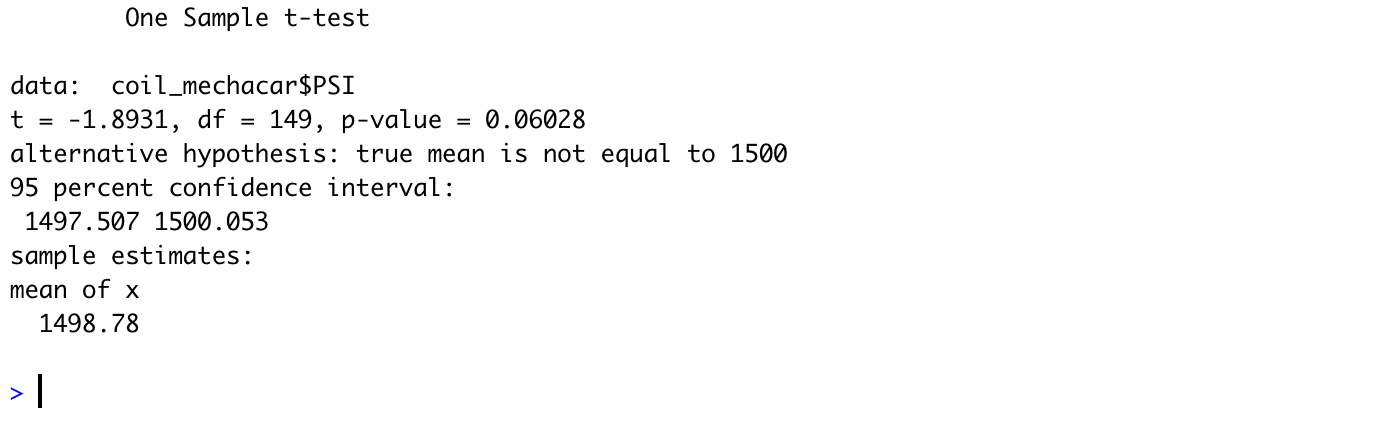 One Sample t-test
data:  coil_mechacar$PSI
t = -1.8931, df = 149, p-value = 0.06028
alternative hypothesis: true mean is not equal to 1500
95 percent confidence interval:
1497.507 1500.053
sample estimates:
mean of x
1498.78
>